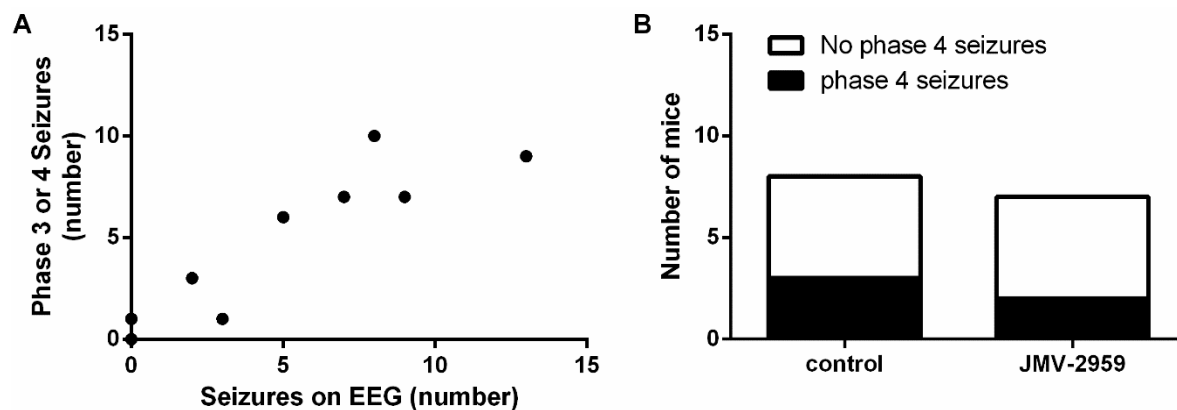 A
Phase 3 or 4 Seizures
(number)
15
10
5
0
0
5
10
15
Seizures on EEG (number)
B
Number of mice
15
10
5
0
No phase 4 seizures
phase 4 seizures
control
JMV-2959